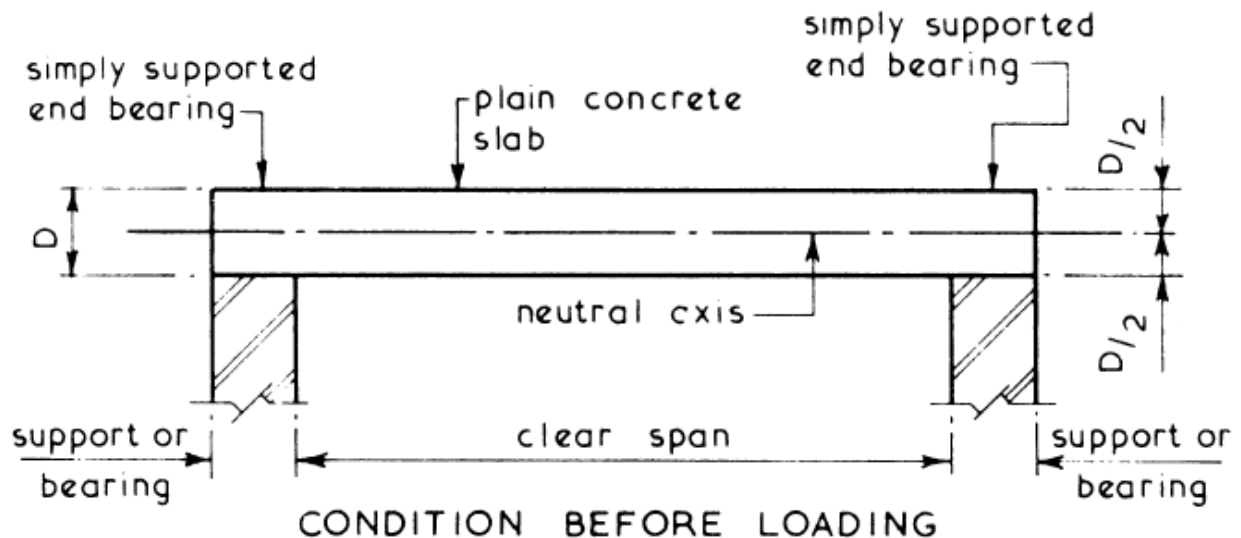 simply supported
end bearing
plain concrete
slab
simply supported
end bearing
D/2
D
neutral cxis
D/2
support or
bearing
clear span
support or
bearing
CONDITION BEFORE LOADING